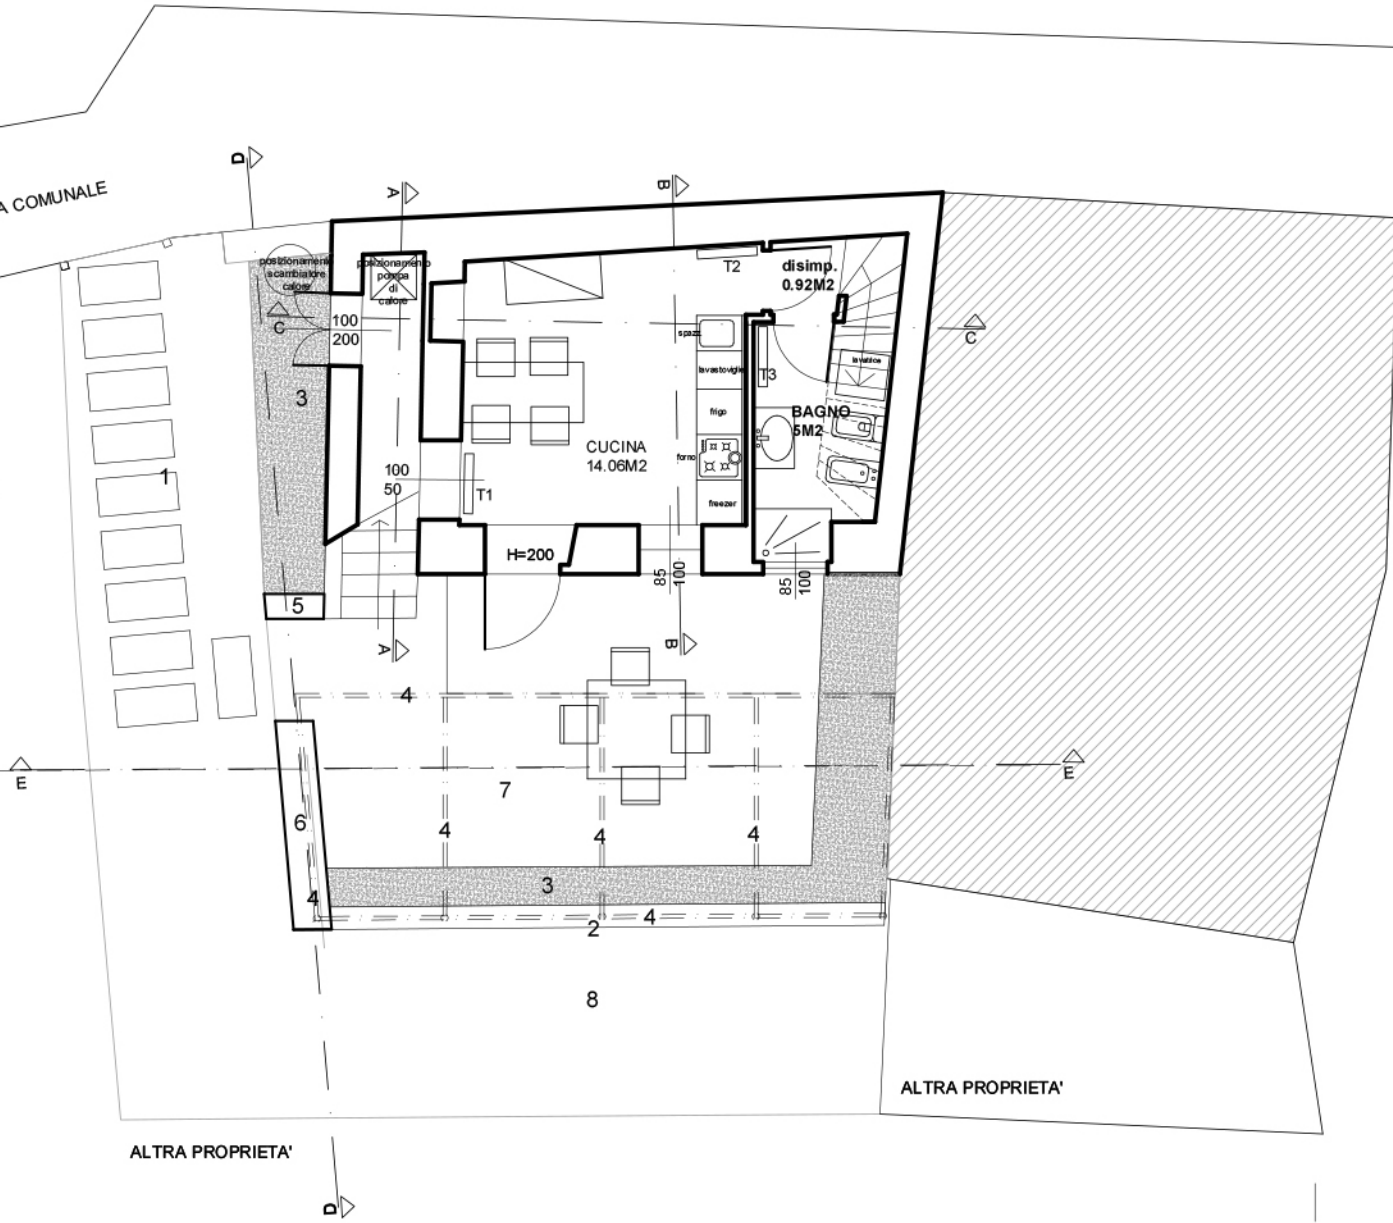 D
A
B
A COMUNALE
posizionamento
scambiatore
calore
posizionamento
pompa
di
calore
T2
disimp.
0.92M2
C
100
200
C
spazz.
lavastoviglie
T3
lavatrice
3
frigo
BAGNO
5M2
CUCINA
14.06M2
forno
1
100
50
T1
freezer
H=200
85
100
85
100
5
A
B
4
E
E
7
6
4
4
4
3
4
4
2
8
ALTRA PROPRIETA'
ALTRA PROPRIETA'
D